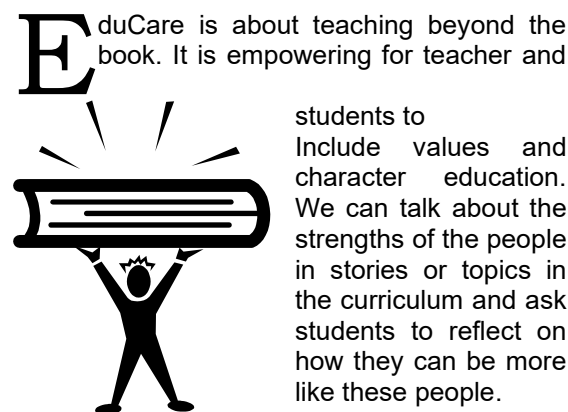 EduCare is about teaching beyond the
book. It is empowering for teacher and
students to
Include values and
character education.
We can talk about the
strengths of the people
in stories or topics in
the curriculum and ask
students to reflect on
how they can be more
like these people.